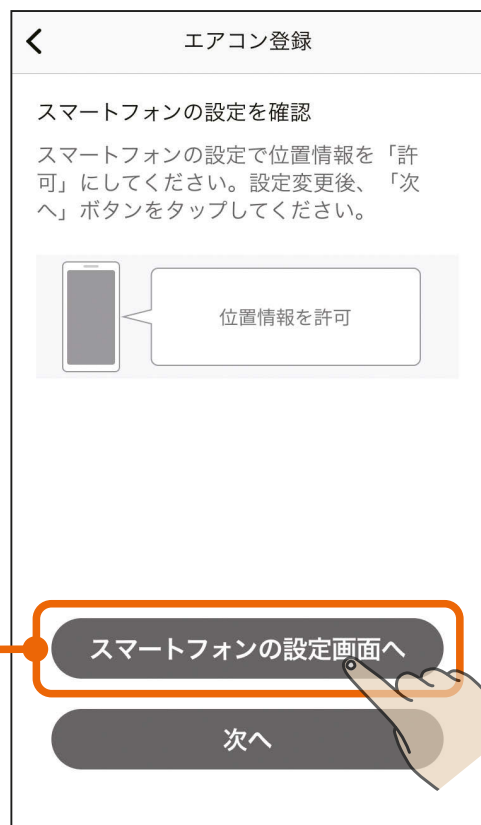 エアコン登録
スマートフォンの設定を確認
スマートフォンの設定で位置情報を「許
可」にしてください。設定変更後、「次
へ」ボタンをタップしてください。
位置情報を許可
スマートフォンの設定画面へ
次へ